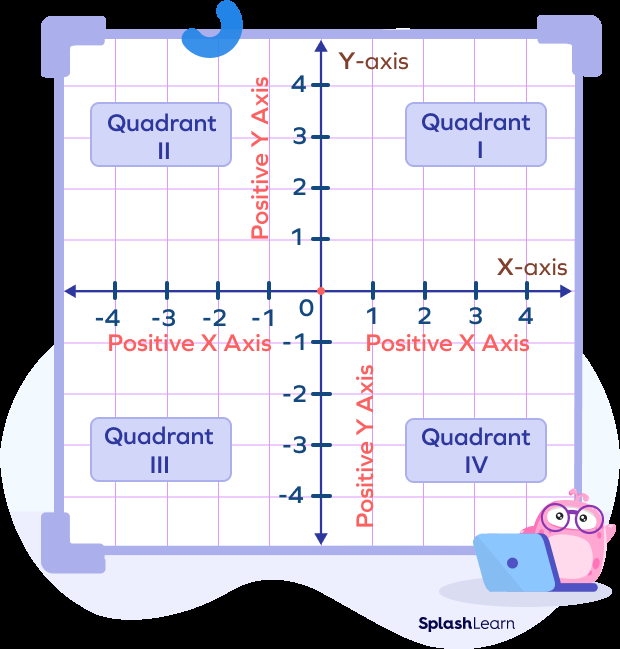 Y-axis
4
Quadrant
II
Positive Y Axis
Quadrant
I
3
2
1
X-axis
-4 -3 -2 -1 0 1 2 3 4
Positive X Axis
-1
Positive X Axis
-2
Positive Y Axis
Quadrant
III
-3
Quadrant
IV
-4
SplashLearn